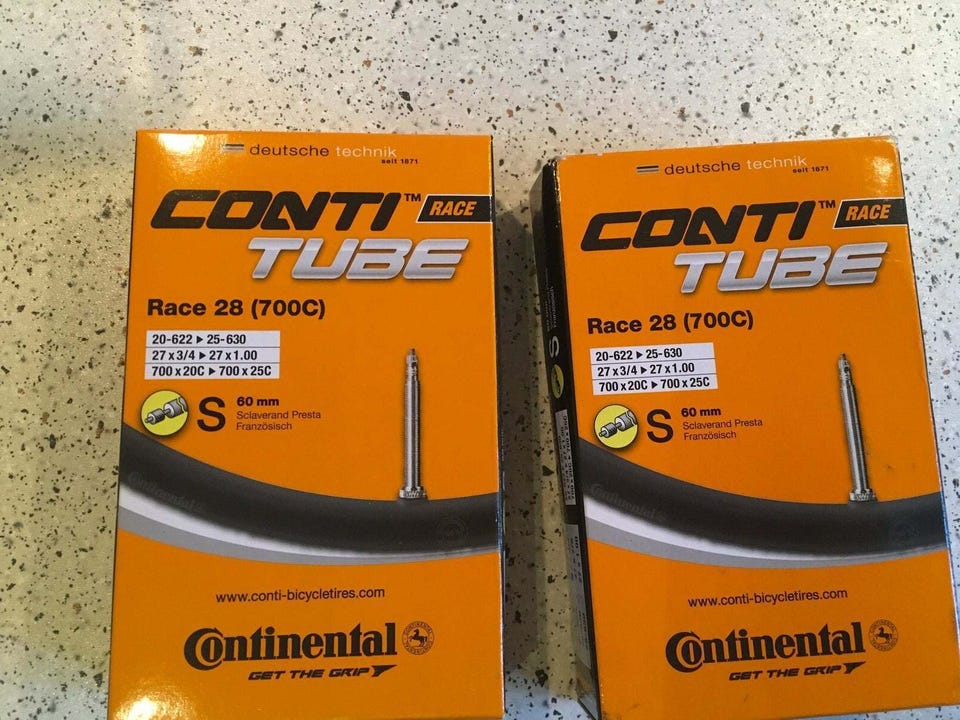 deutsche technik
seit 1871
CONTI™ RACE
TUBE
Race 28 (700C)
20-622 ▸ 25-630
27 x 3/4 ▸ 27 x 1.00
700 x 20C ▸ 700 x 25C
S 60 mm
Sclaverand Presta
Französisch
Continental
www.conti-bicycletires.com
Continental
GET THE GRIP
deutsche technik
seit 1871
CONTI™ RACE
TUBE
Race 28 (700C)
20-622 ▸ 25-630
27 x 3/4 ▸ 27 x 1.00
700 x 20C ▸ 700 x 25C
S 60 mm
Sclaverand Presta
Französisch
Continental
www.conti-bicycletires.com
Continental
GET THE GRIP
S